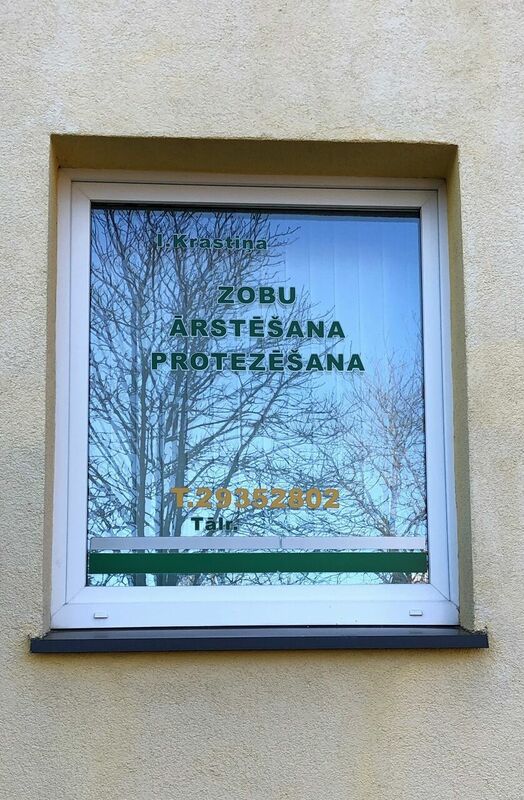 I.Krastiņa
ZOBU
ĀRSTĒŠANA
PROTEZĒŠANA
T.29352802
Tālr.